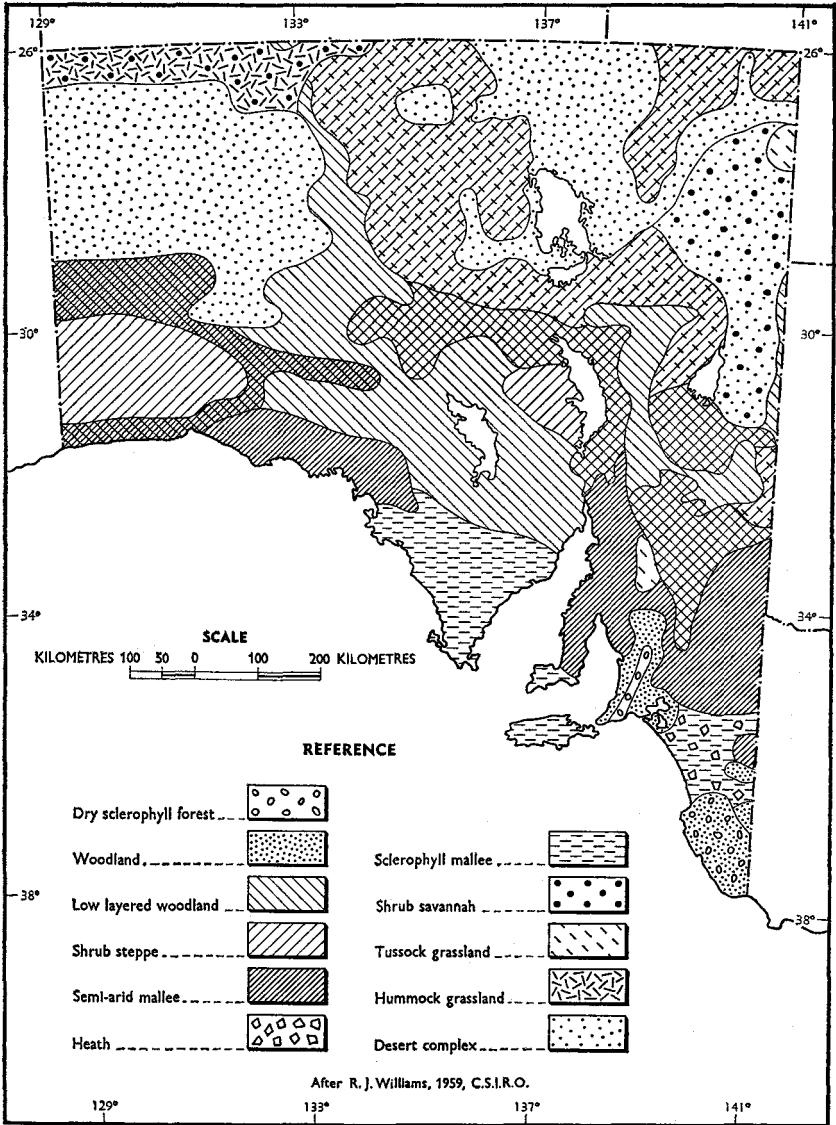 129° 133° 137° 141°
26° 26°
30° 30°
34° 34°
SCALE
KILOMETRES 100 50 0 100 200 KILOMETRES
REFERENCE
Dry sclerophyll forest
Woodland
Low layered woodland
Shrub steppe
Semi-arid mallee
Heath
Sclerophyll mallee
Shrub savannah
Tussock grassland
Hummock grassland
Desert complex
38° 38°
After R. J. Williams, 1959, C.S.I.R.O.
129° 133° 137° 141°